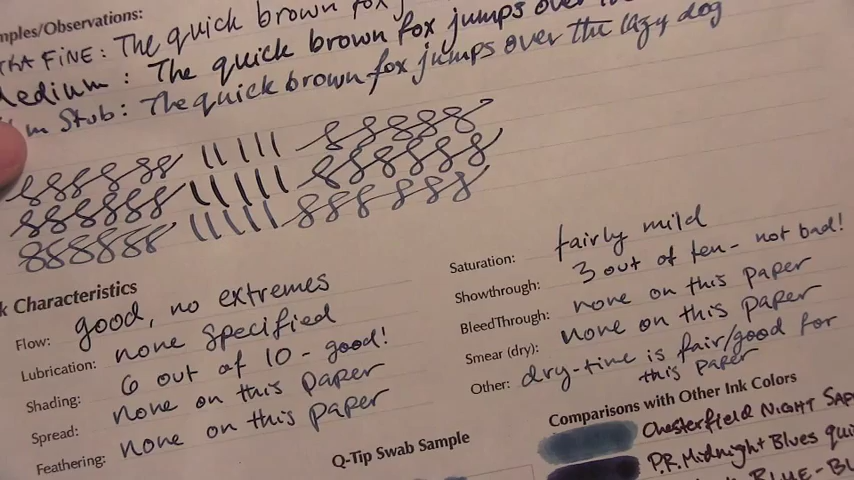 mples/Observations:
TRA FiNE: The quick brown fox jumps over
Medium: The quick brown fox jumps over the lazy dog
m Stub: The quick brown fox jumps over the lazy dog
k Characteristics
Flow: good, no extremes
Lubrication: none specified
Shading: 6 out of 10 - good!
Spread: none on this paper
Feathering: none on this paper
Saturation: fairly mild
Showthrough: 3 out of ten - not bad!
BleedThrough: none on this paper
Smear (dry): none on this paper
Other: dry-time is fair/good for
this paper
Comparisons with Other Ink Colors
Chesterfield NIGHT SAP
P.R. Midnight Blues qui
BLUE-BL
Q-Tip Swab Sample